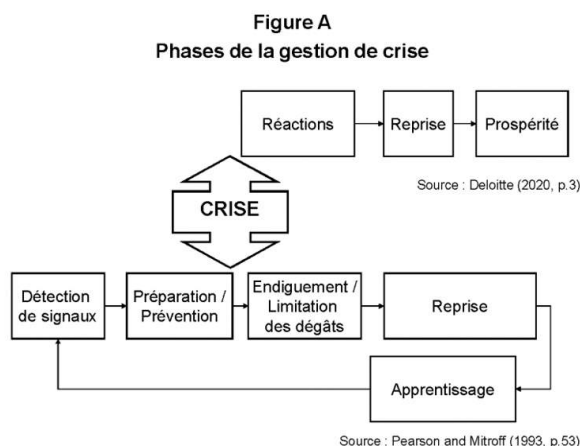 Figure A
Phases de la gestion de crise
Réactions
Reprise
Prospérité
Source : Deloitte (2020, p.3)
CRISE
Détection
de signaux
Préparation /
Prévention
Endiguement /
Limitation
des dégâts
Reprise
Apprentissage
Source : Pearson and Mitroff (1993, p.53)